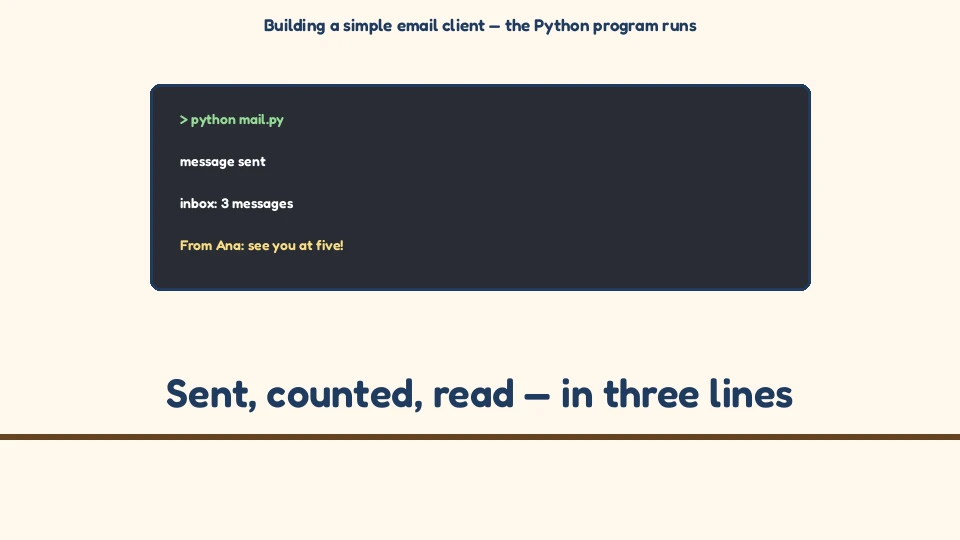 Building a simple email client — the Python program runs
> python mail.py
message sent
inbox: 3 messages
From Ana: see you at five!
Sent, counted, read — in three lines